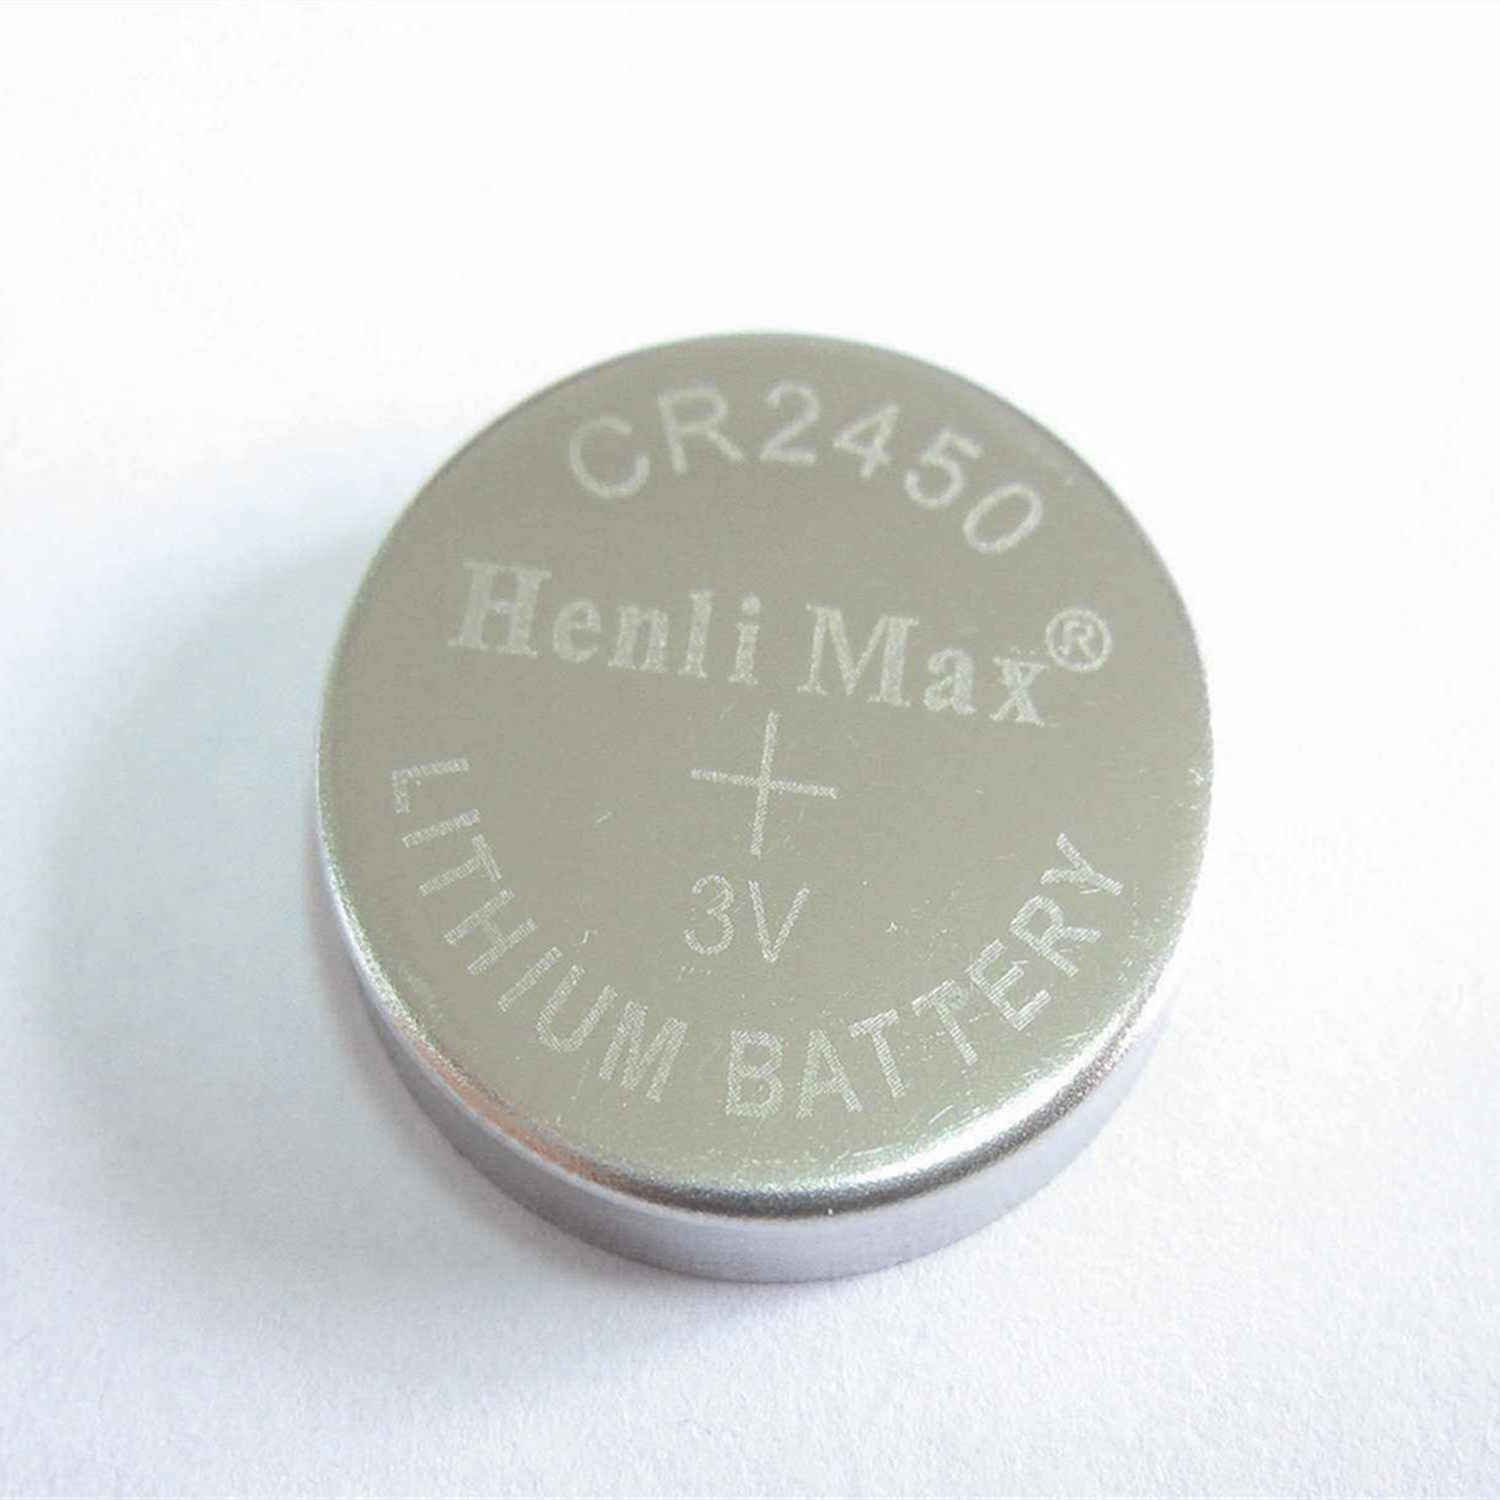 CR2450
Henli Max®
+
3V
LITHIUM BATTERY